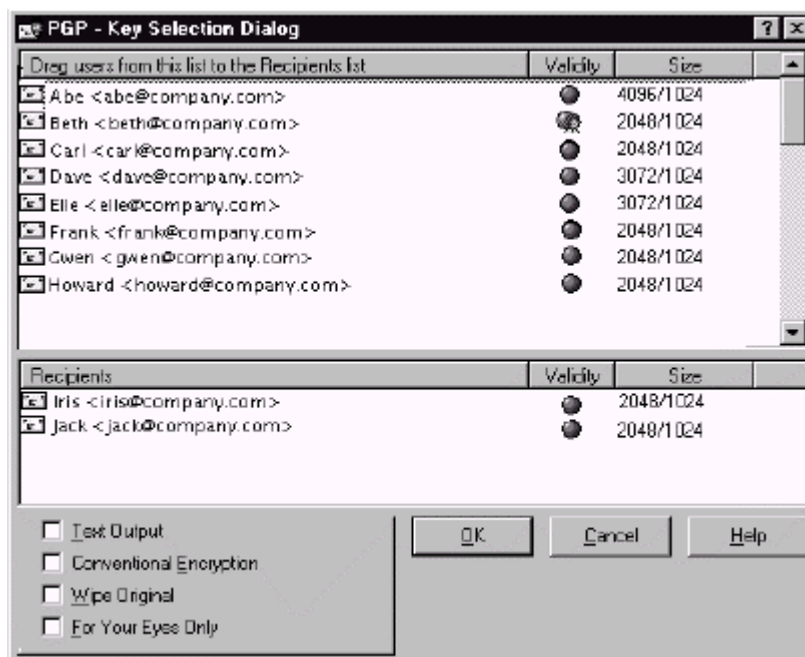 PGP - Key Selection Dialog
Drag users from this list to the Recipients list Validity Size
Abe <abe@company.com> 4096/1024
Beth <beth@company.com> 2048/1024
Carl <carl@company.com> 2048/1024
Dave <dave@company.com> 3072/1024
Elle <elle@company.com> 3072/1024
Frank <frank@company.com> 2048/1024
Gwen <gwen@company.com> 2048/1024
Howard <howard@company.com> 2048/1024
Recipients Validity Size
Iris <iris@company.com> 2048/1024
Jack <jack@company.com> 2048/1024
Text Output
OK Cancel Help
Conventional Encryption
Wipe Original
For Your Eyes Only